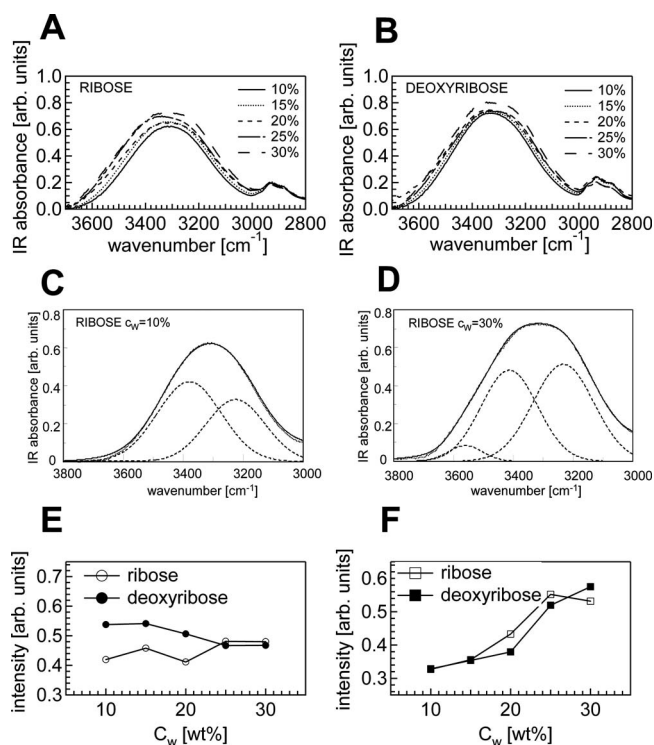 A
IR absorbance [arb. units]
1.0
0.8
0.6
0.4
0.2
0.0
RIBOSE
10%
15%
20%
25%
30%
3600 3400 3200 3000 2800
wavenumber [cm-1]
B
IR absorbance [arb. units]
1.0
0.8
0.6
0.4
0.2
0.0
DEOXYRIBOSE
10%
15%
20%
25%
30%
3600 3400 3200 3000 2800
wavenumber [cm-1]
C
IR absorbance [arb. units]
0.8
0.6
0.4
0.2
0
RIBOSE cw=10%
3800 3600 3400 3200 3000
wavenumber [cm-1]
D
IR absorbance [arb. units]
0.8
0.6
0.4
0.2
0
RIBOSE cw=30%
3800 3600 3400 3200 3000
wavenumber [cm-1]
E
intensity [arb. units]
0.7
0.6
0.5
0.4
0.3
ribose
deoxyribose
10 20 30
Cw [wt%]
F
intensity [arb. units]
0.6
0.5
0.4
0.3
ribose
deoxyribose
10 15 20 25 30
Cw [wt%]